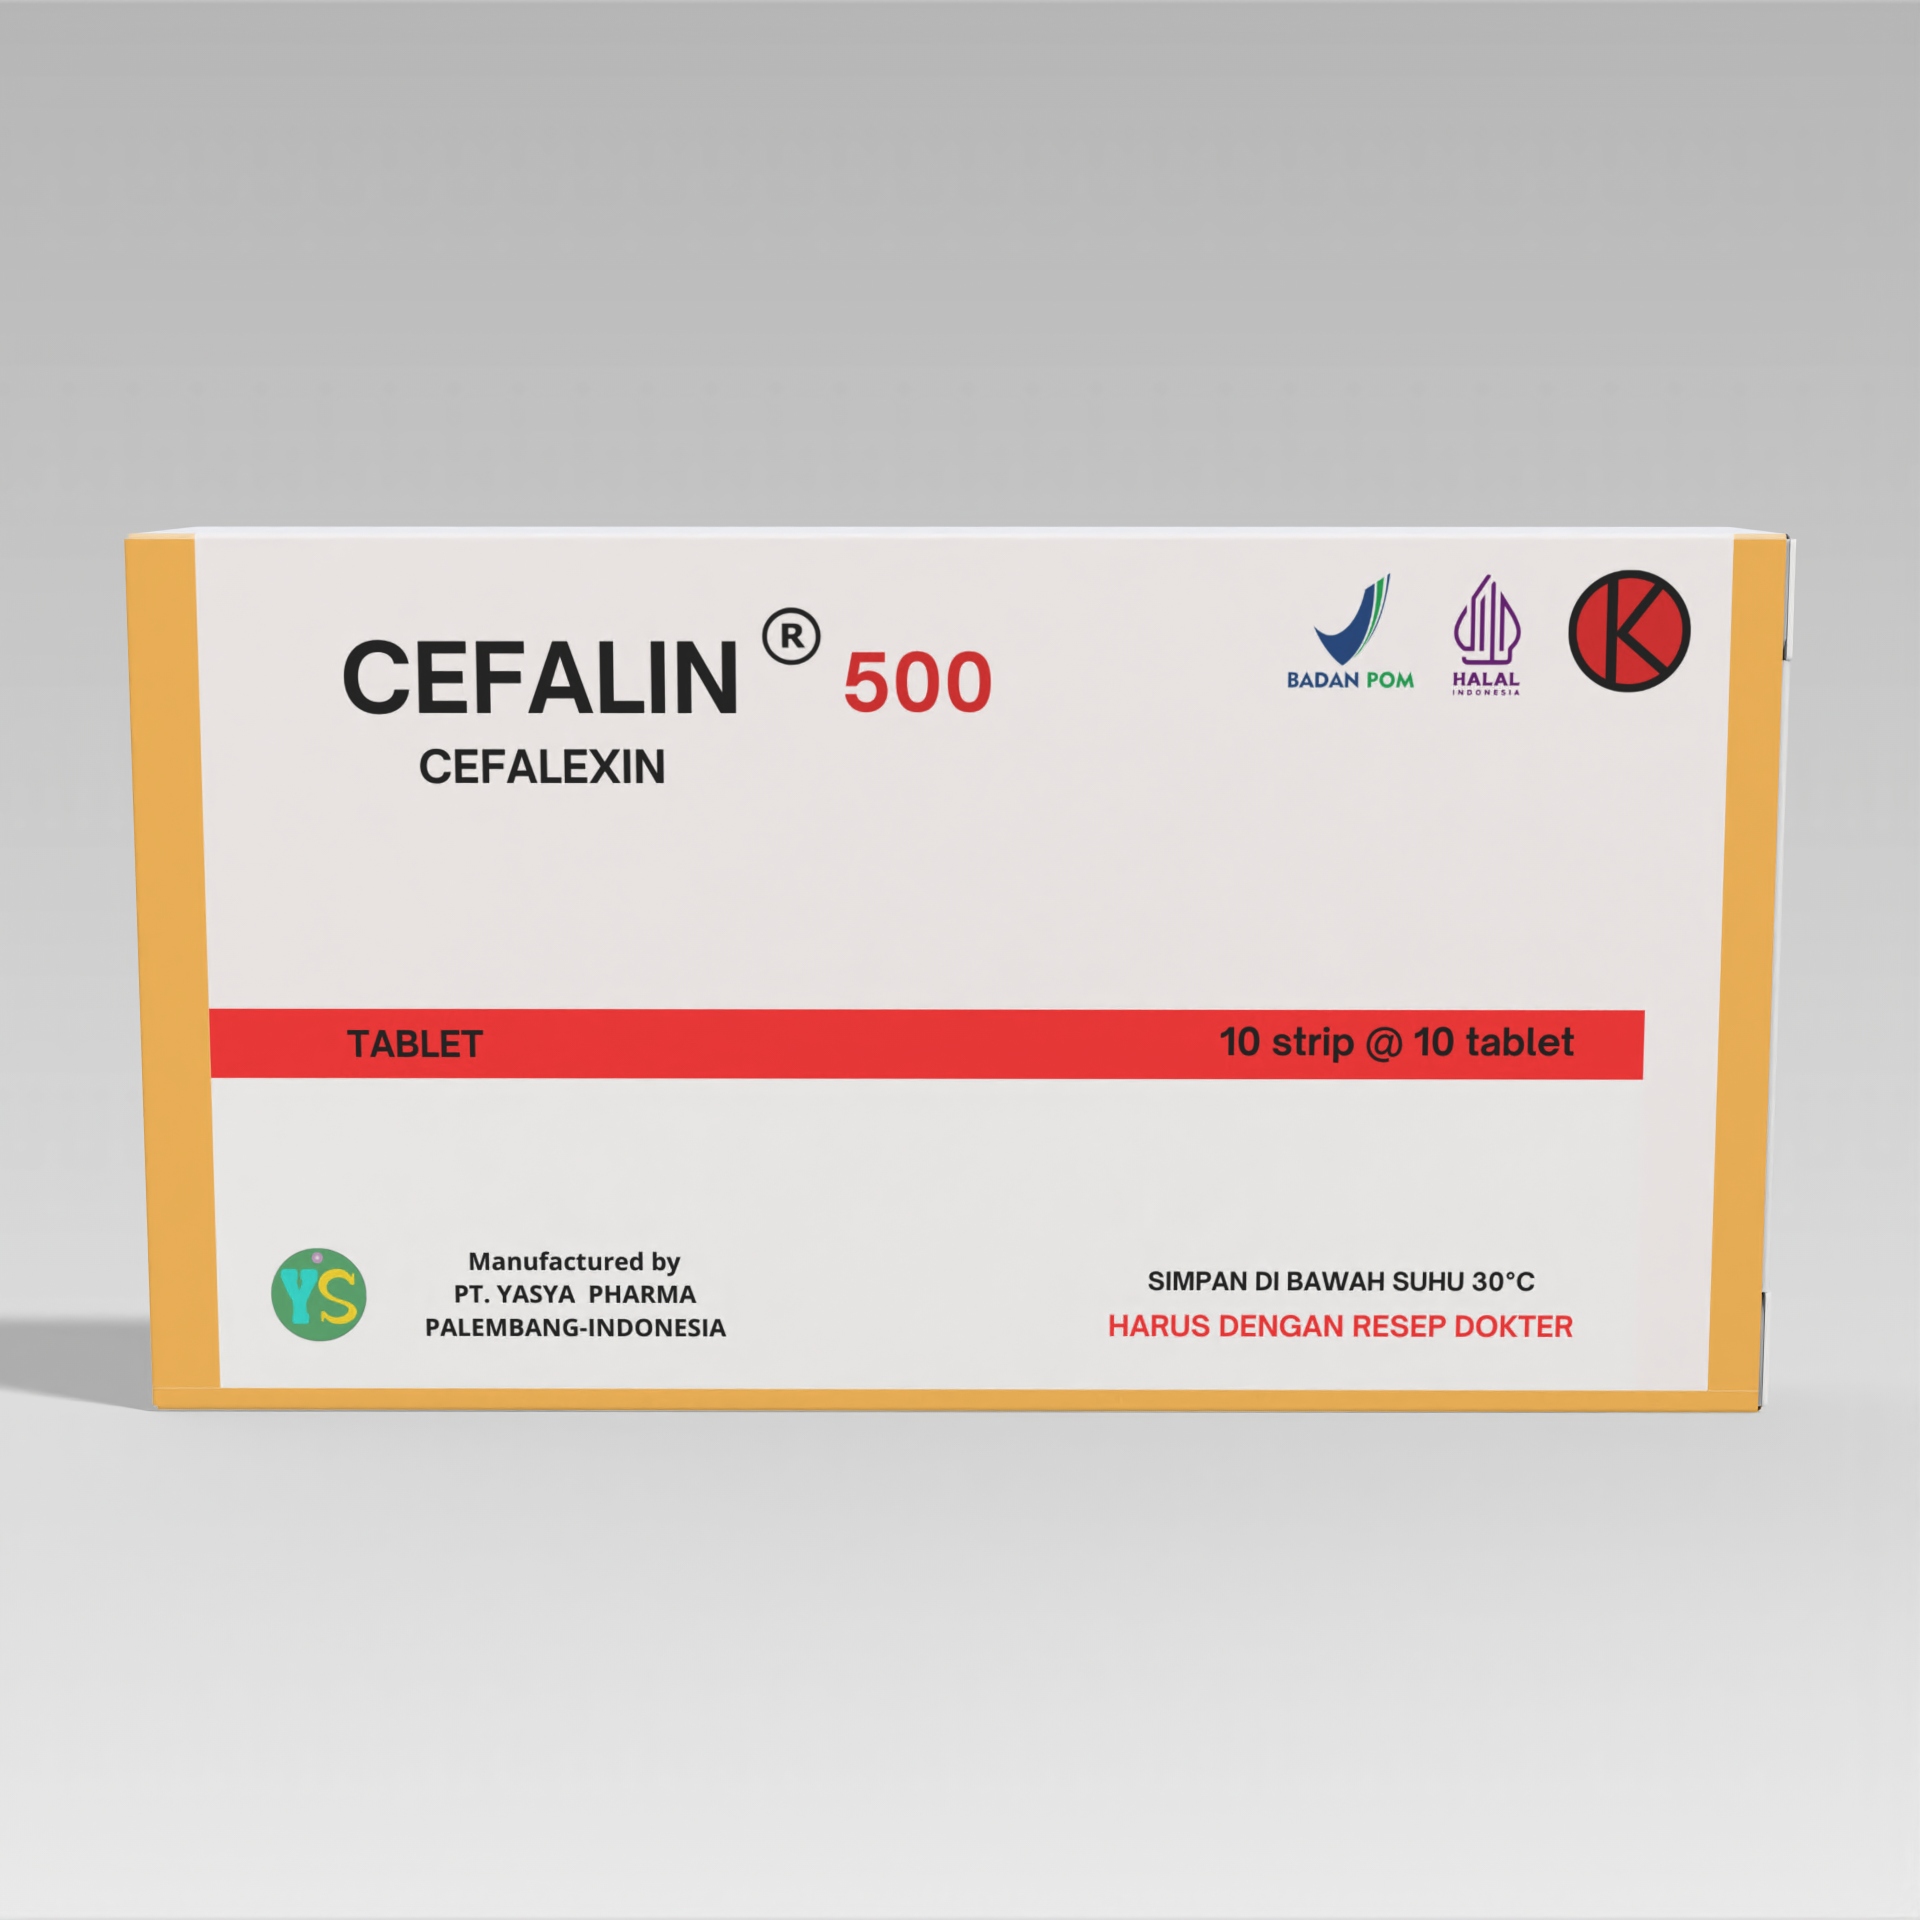 CEFALIN ® 500
CEFALEXIN
BADAN POM
HALAL
INDONESIA
K
TABLET
10 strip @ 10 tablet
YS
Manufactured by
PT. YASYA PHARMA
PALEMBANG-INDONESIA
SIMPAN DI BAWAH SUHU 30°C
HARUS DENGAN RESEP DOKTER